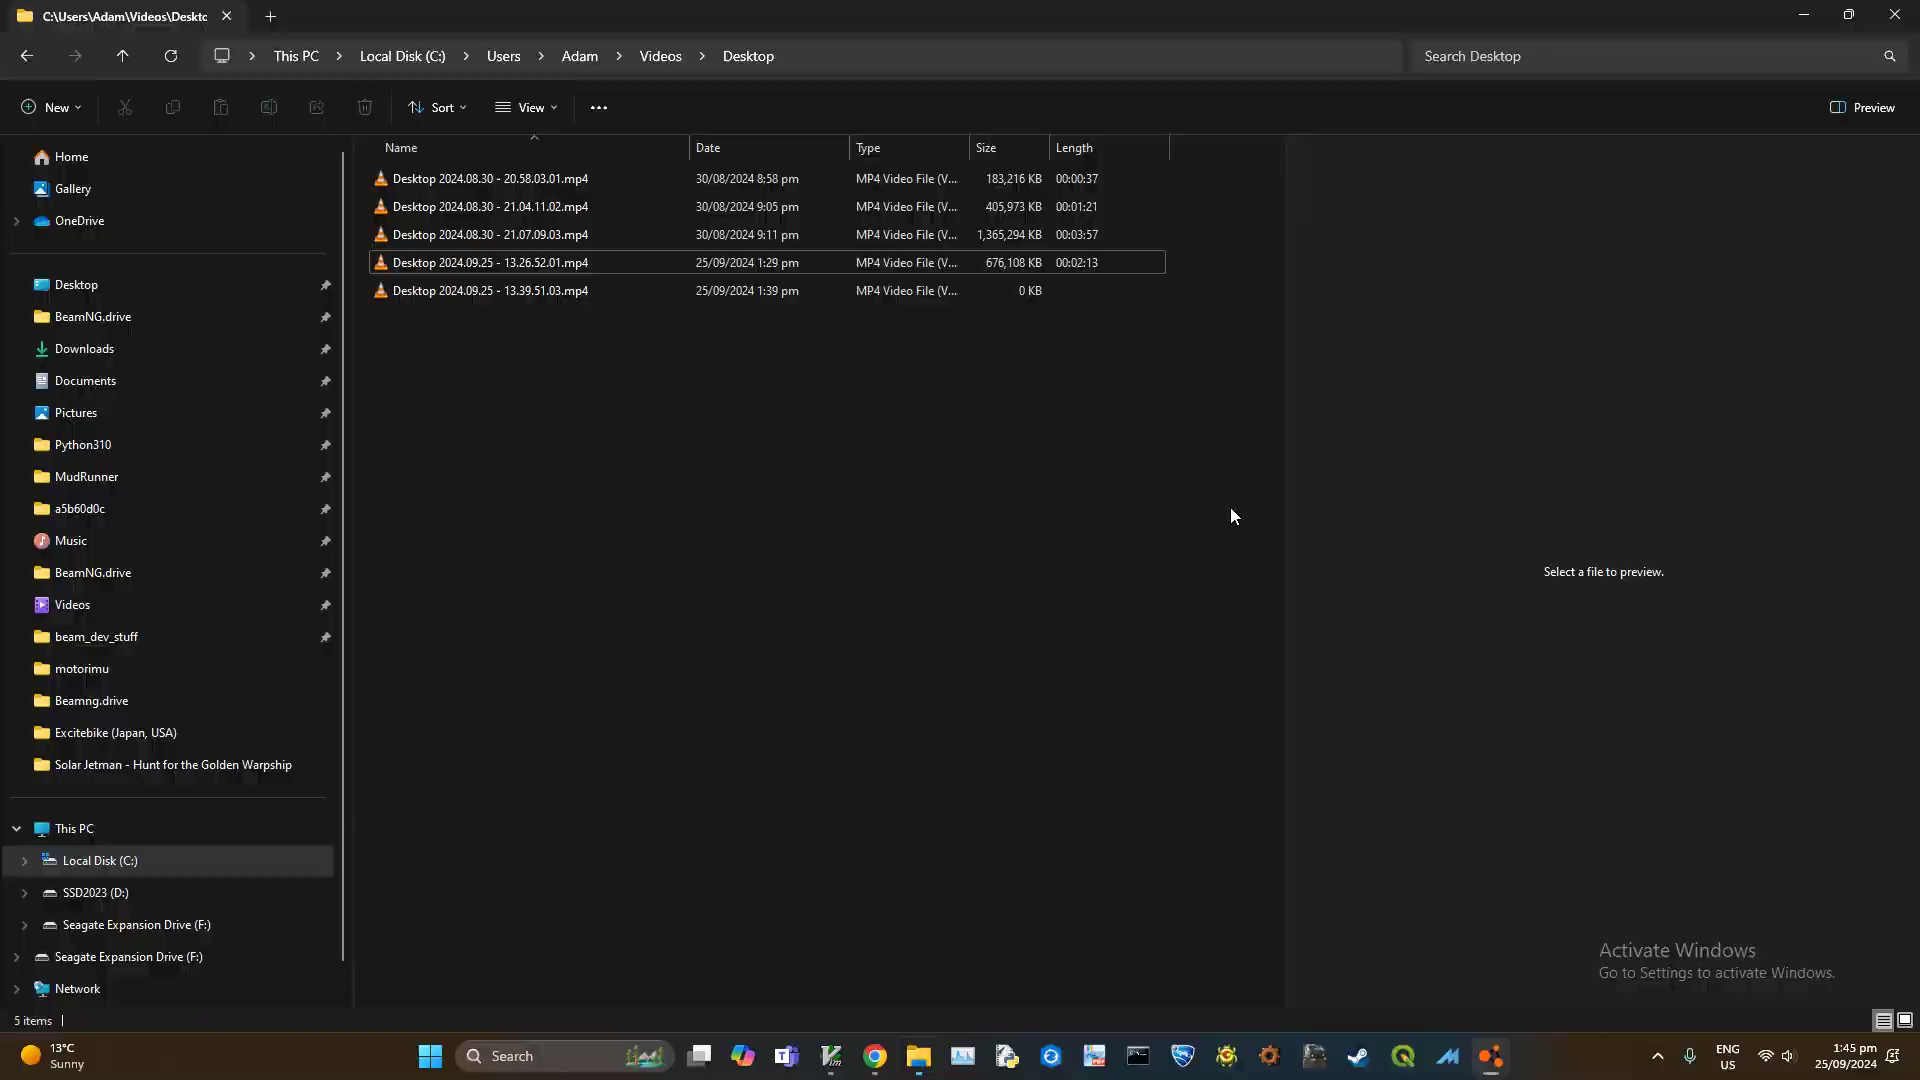 C:\Users\Adam\Videos\Desktc
This PC > Local Disk (C:) > Users > Adam > Videos > Desktop
Search Desktop
New
Sort
View
Preview
Name Date Type Size Length
Desktop 2024.08.30 - 20.58.03.01.mp4 30/08/2024 8:58 pm MP4 Video File (V... 183,216 KB 00:00:37
Desktop 2024.08.30 - 21.04.11.02.mp4 30/08/2024 9:05 pm MP4 Video File (V... 405,973 KB 00:01:21
Desktop 2024.08.30 - 21.07.09.03.mp4 30/08/2024 9:11 pm MP4 Video File (V... 1,365,294 KB 00:03:57
Desktop 2024.09.25 - 13.26.52.01.mp4 25/09/2024 1:29 pm MP4 Video File (V... 676,108 KB 00:02:13
Desktop 2024.09.25 - 13.39.51.03.mp4 25/09/2024 1:39 pm MP4 Video File (V... 0 KB
Home
Gallery
OneDrive
Desktop
BeamNG.drive
Downloads
Documents
Pictures
Python310
MudRunner
a5b60d0c
Music
BeamNG.drive
Videos
beam_dev_stuff
motorimu
Beamng.drive
Excitebike (Japan, USA)
Solar Jetman - Hunt for the Golden Warpship
This PC
Local Disk (C:)
SSD2023 (D:)
Seagate Expansion Drive (F:)
Seagate Expansion Drive (F:)
Network
Select a file to preview.
Activate Windows
Go to Settings to activate Windows.
5 items
13°C
Sunny
Search
ENG
US
1:45 pm
25/09/2024